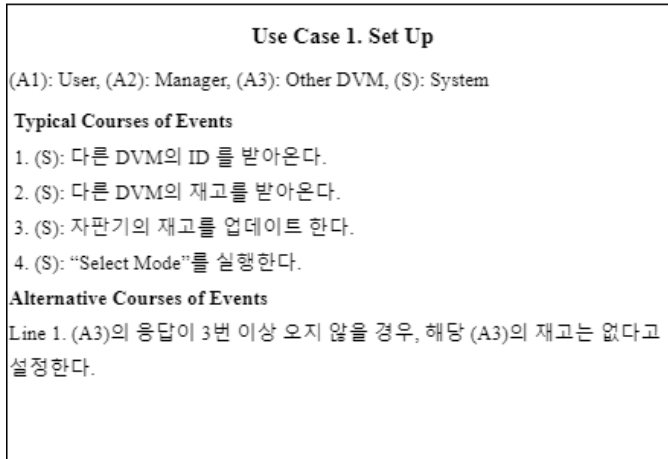 Use Case 1. Set Up
(A1): User, (A2): Manager, (A3): Other DVM, (S): System
Typical Courses of Events
1. (S): 다른 DVM의 ID 를 받아온다.
2. (S): 다른 DVM의 재고를 받아온다.
3. (S): 자판기의 재고를 업데이트 한다.
4. (S): “Select Mode”를 실행한다.
Alternative Courses of Events
Line 1. (A3)의 응답이 3번 이상 오지 않을 경우, 해당 (A3)의 재고는 없다고
설정한다.